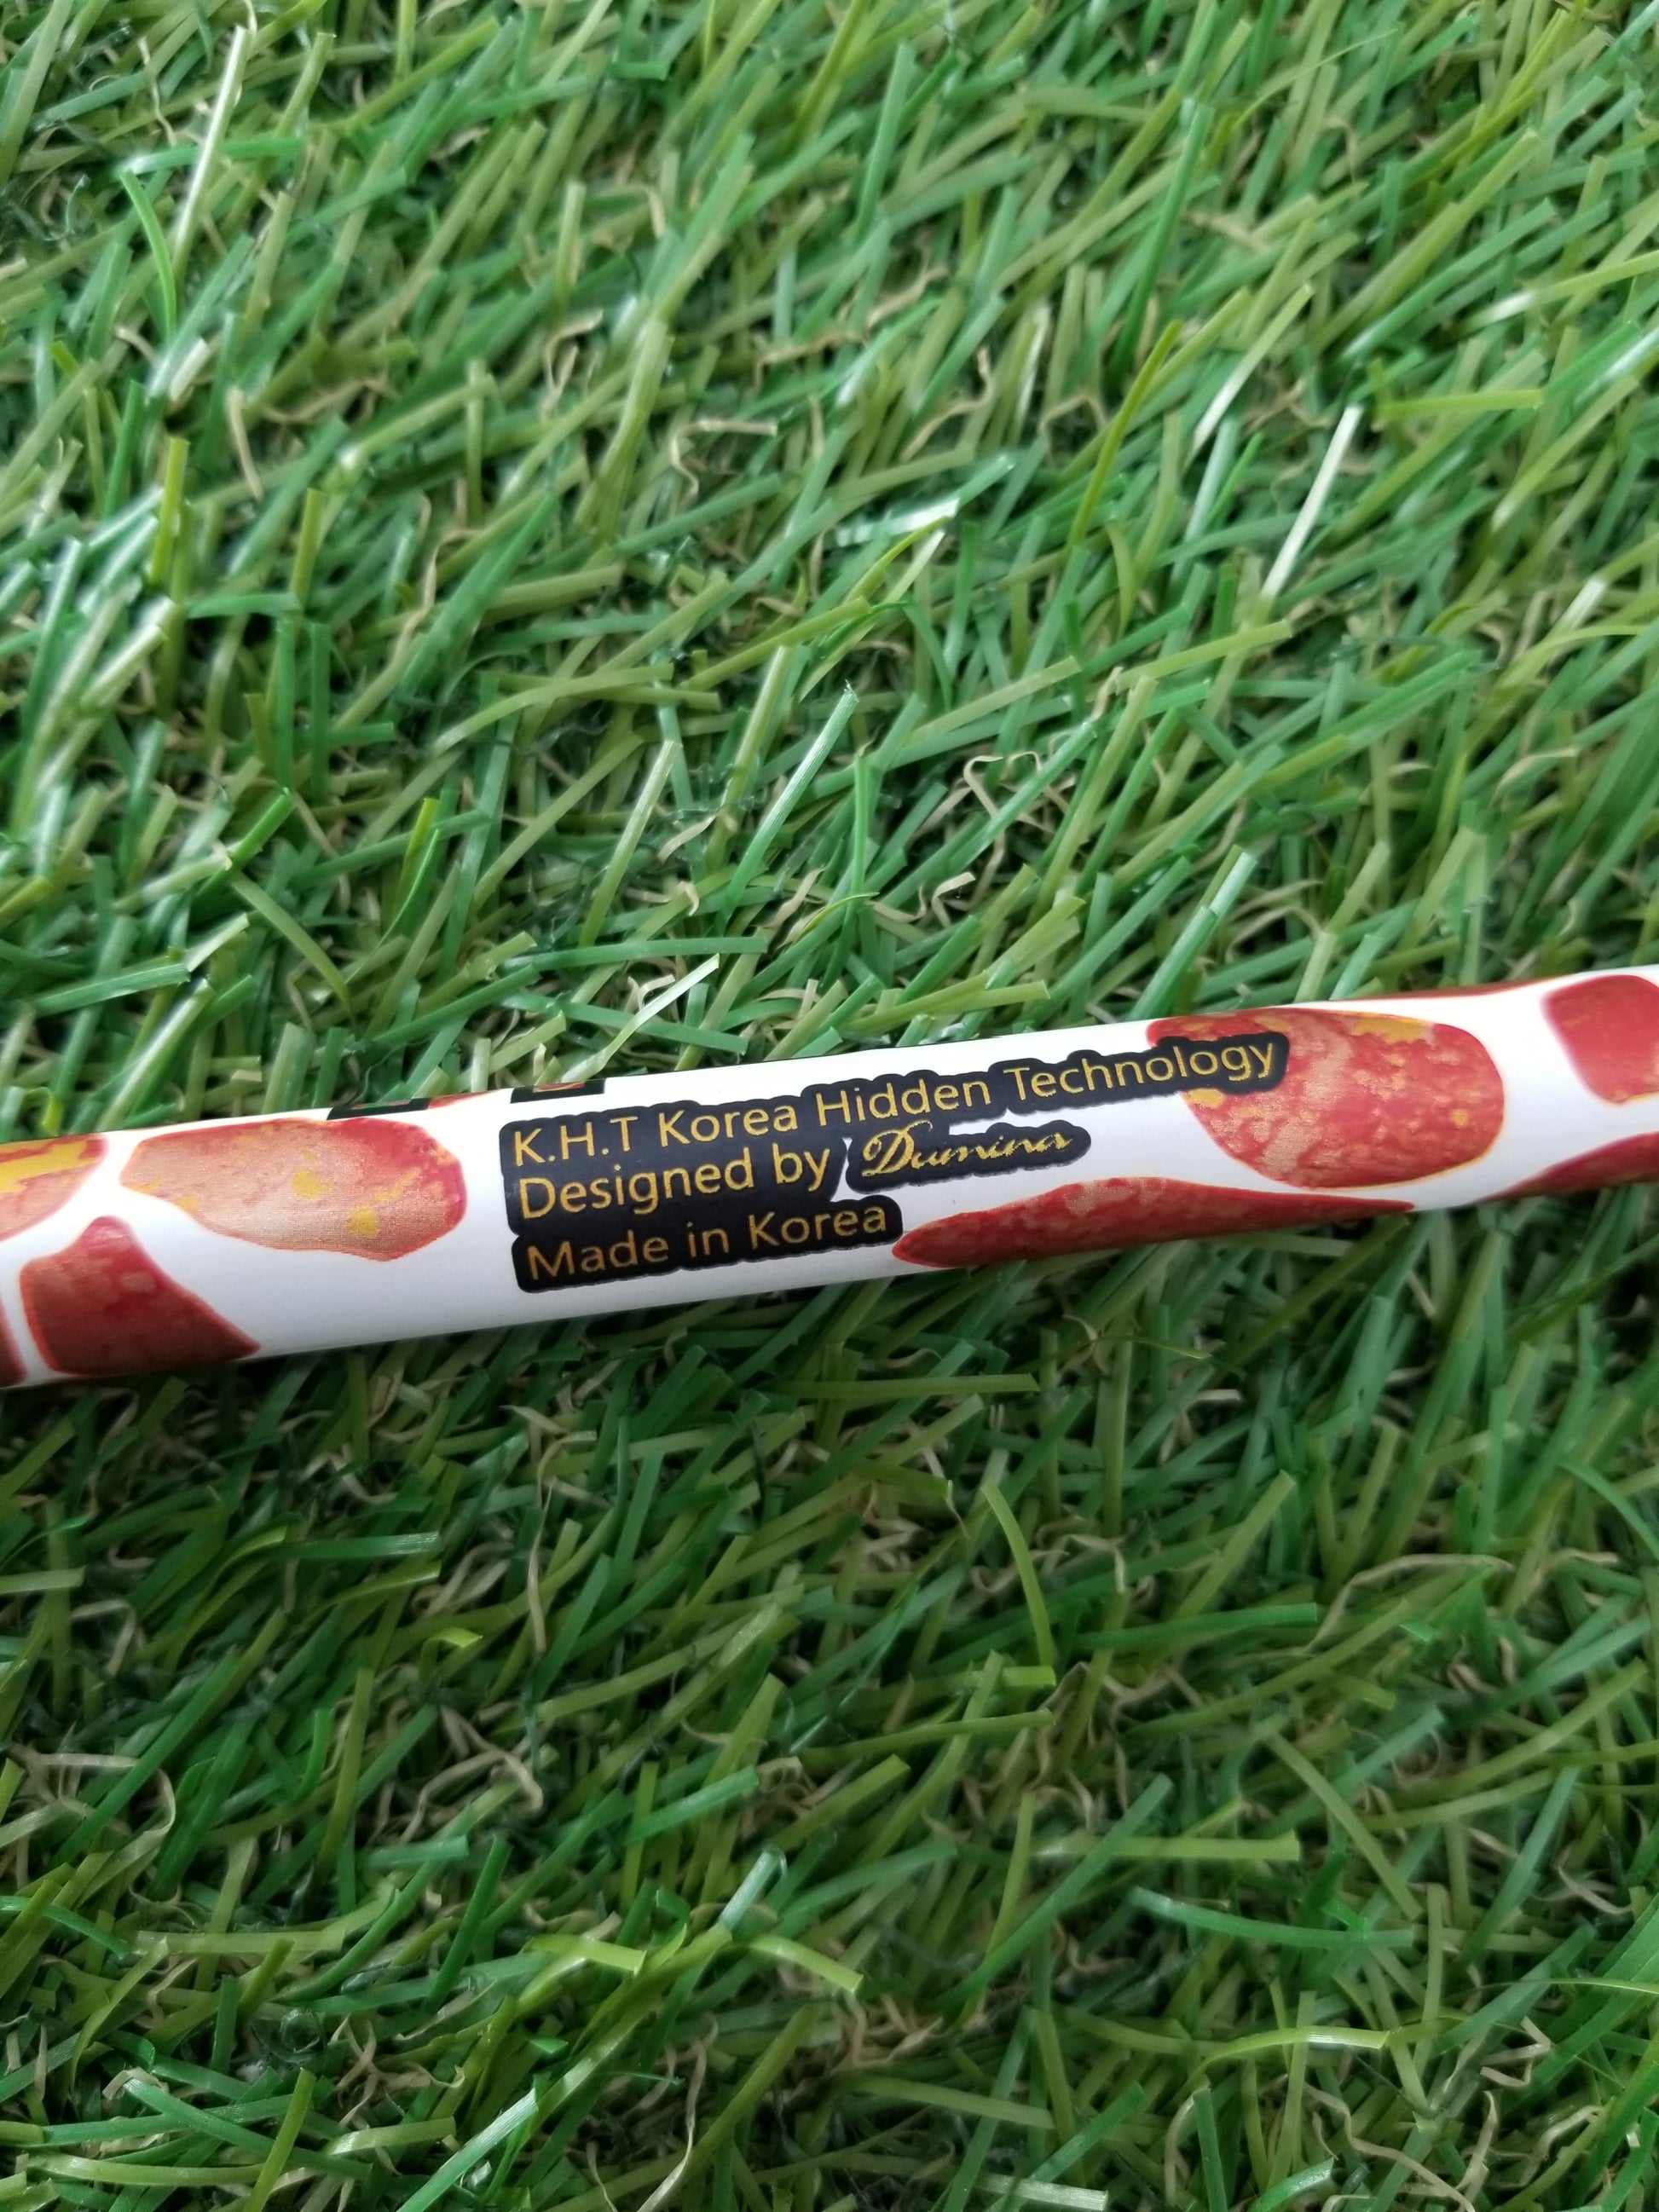 K.H.T Korea Hidden Technology
Designed by Dumina
Made in Korea